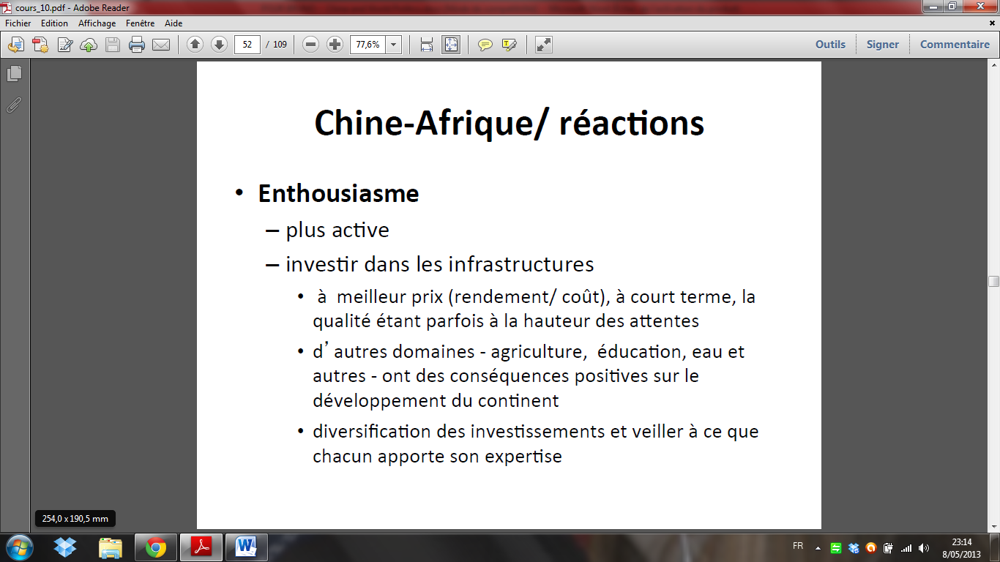 cours_10.pdf - Adobe Reader
Fichier Edition Affichage Fenêtre Aide
52 / 109 77,6% Outils Signer Commentaire
Chine-Afrique/ réactions
• Enthousiasme
– plus active
– investir dans les infrastructures
• à meilleur prix (rendement/ coût), à court terme, la
qualité étant parfois à la hauteur des attentes
• d’ autres domaines - agriculture, éducation, eau et
autres - ont des conséquences positives sur le
développement du continent
• diversification des investissements et veiller à ce que
chacun apporte son expertise
254,0 x 190,5 mm
FR 23:14
8/05/2013